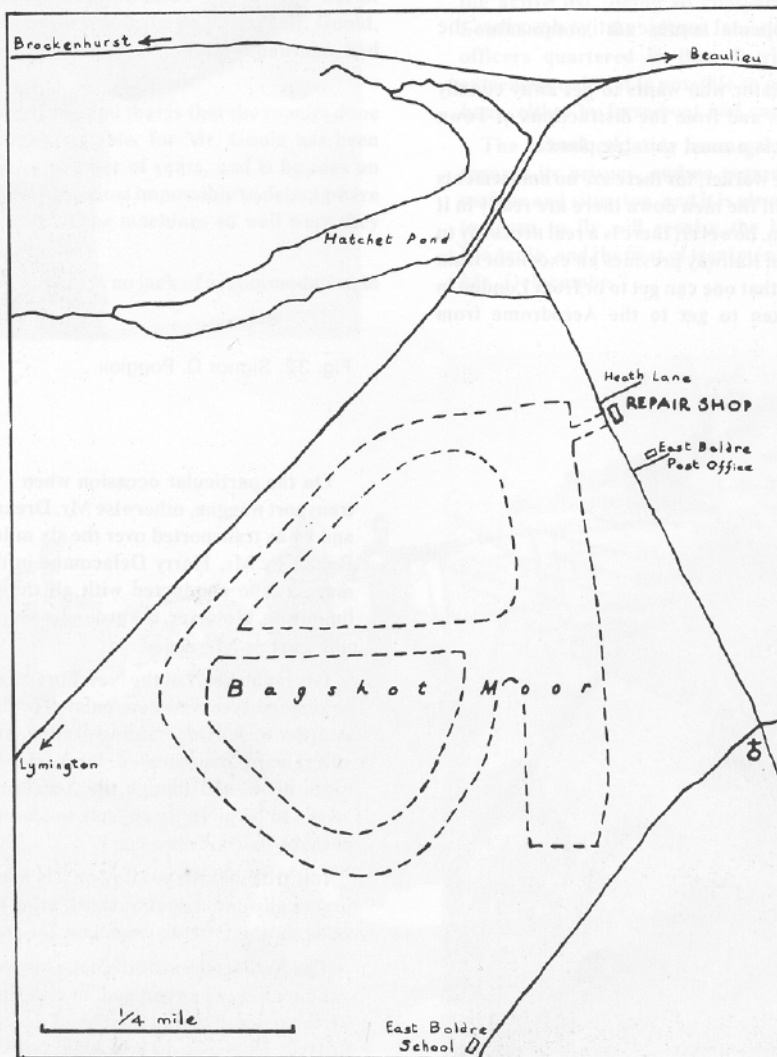 Brockenhurst
Beaulieu
Hatchet Pond
Heath Lane
REPAIR SHOP
East Boldre
Post Office
Bagshot Moor
Lymington
1/4 mile
East Boldre
School